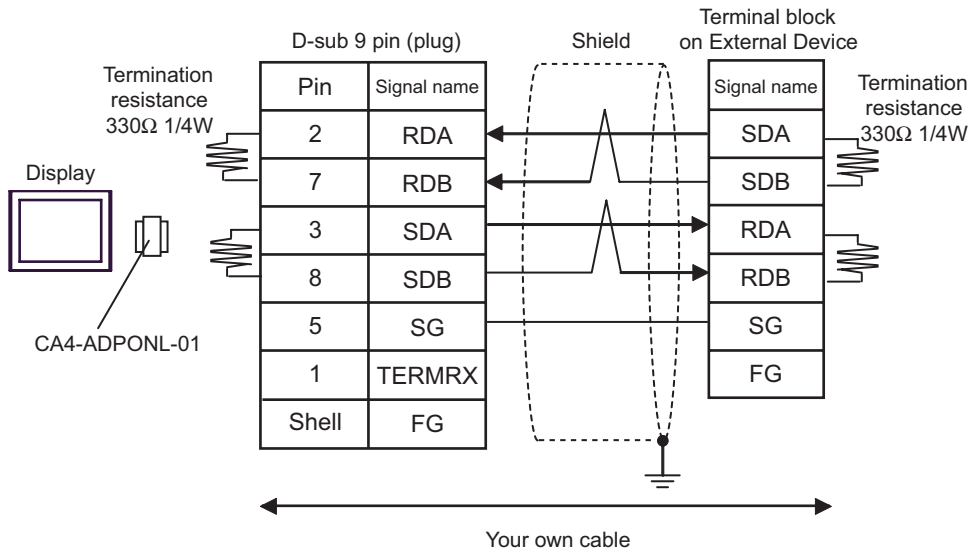 Terminal block
on External Device
D-sub 9 pin (plug)
Shield
Termination
resistance
330Ω 1/4W
Pin
Signal name
Signal name
Termination
resistance
330Ω 1/4W
2
RDA
SDA
7
RDB
SDB
Display
3
SDA
RDA
8
SDB
RDB
5
SG
SG
CA4-ADPONL-01
1
TERMRX
FG
Shell
FG
Your own cable